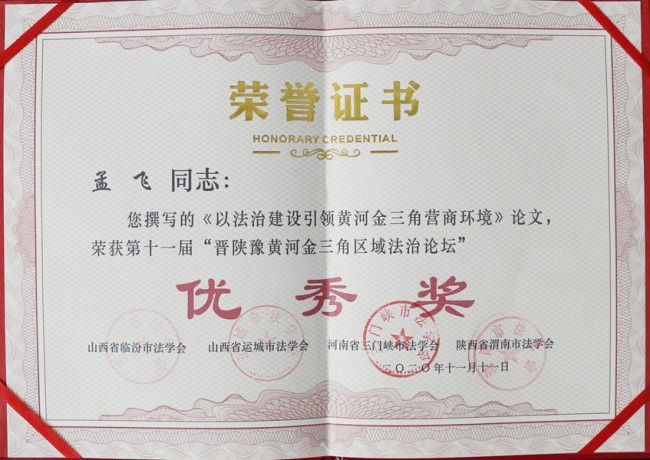 荣誉证书
HONORARY CREDENTIAL
孟飞 同志：
您撰写的《以法治建设引领黄河金三角营商环境》论文，
荣获第十一届“晋陕豫黄河金三角区域法治论坛”
优秀奖
山西省临汾市法学会 山西省运城市法学会 河南省三门峡市法学会 陕西省渭南市法学会
二〇二〇年十一月十一日